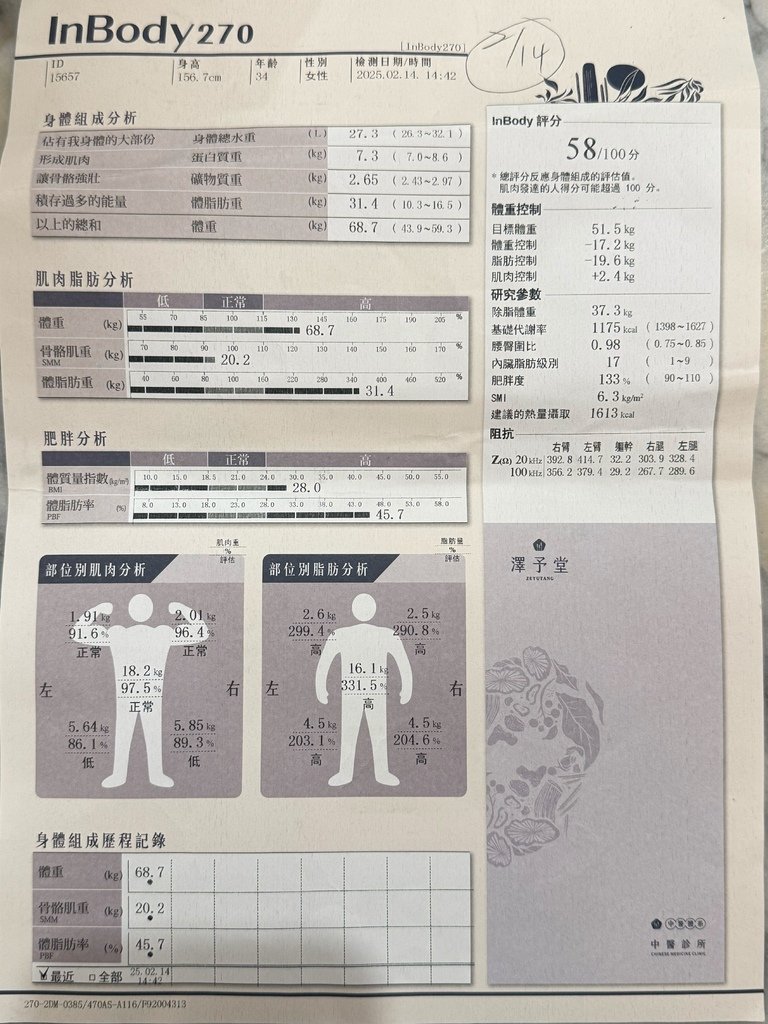 InBody270
[InBody270]
2/14
ID 身高 年齡 性別 檢測日期/時間
15657 156.7cm 34 女性 2025.02.14. 14:42
身體組成分析
佔有我身體的大部份 身體總水重 (L) 27.3 ( 26.3~32.1 )
形成肌肉 蛋白質重 (kg) 7.3 ( 7.0~8.6 )
讓骨骼強壯 礦物質重 (kg) 2.65 ( 2.43~2.97 )
積存過多的能量 體脂肪重 (kg) 31.4 ( 10.3~16.5 )
以上的總和 體重 (kg) 68.7 ( 43.9~59.3 )
肌肉脂肪分析
低 正常 高
體重 (kg) 55 70 85 100 115 130 145 160 175 190 205 %
68.7
骨骼肌重 (kg) 70 80 90 100 110 120 130 140 150 160 170 %
SMM 20.2
體脂肪重 (kg) 40 60 80 100 160 220 280 340 400 460 520 %
31.4
肥胖分析
低 正常 高
體質量指數 (kg/m²) 10.0 15.0 18.5 21.0 25.0 30.0 35.0 40.0 45.0 50.0 55.0
BMI 28.0
體脂肪率 (%) 8.0 13.0 18.0 23.0 28.0 33.0 38.0 43.0 48.0 53.0 58.0
PBF 45.7
肌肉重
%
評估
部位別肌肉分析
1.91 kg 2.01 kg
91.6 % 96.4 %
正常 正常
18.2 kg
97.5 %
正常
左 右
5.64 kg 5.85 kg
86.1 % 89.3 %
低 低
脂肪量
%
評估
部位別脂肪分析
2.6 kg 2.5 kg
299.4 % 290.8 %
高 高
16.1 kg
331.5 %
高
左 右
4.5 kg 4.5 kg
203.1 % 204.6 %
高 高
身體組成歷程記錄
體重 (kg) 68.7
骨骼肌重 (kg) 20.2
SMM
體脂肪率 (%) 45.7
PBF
最近 全部 25.02.14
14:42
270-2DM-0385/470AS-A116/F92004313
InBody 評分
58/100分
* 總評分反應身體組成的評估值。
肌肉發達的人得分可能超過 100 分。
體重控制
目標體重 51.5 kg
體重控制 -17.2 kg
脂肪控制 -19.6 kg
肌肉控制 +2.4 kg
研究參數
除脂體重 37.3 kg
基礎代謝率 1175 kcal ( 1398~1627 )
腰臀圍比 0.98 ( 0.75~0.85 )
內臟脂肪級別 17 ( 1~9 )
肥胖度 133 % ( 90~110 )
SMI 6.3 kg/m²
建議的熱量攝取 1613 kcal
阻抗
右臂 左臂 軀幹 右腿 左腿
Z(Ω) 20 kHz 392.8 414.7 32.2 303.9 328.4
100 kHz 356.2 379.4 29.2 267.7 289.6
澤予堂
ZEYUTANG
中醫診所
CHINESE MEDICINE CLINIC